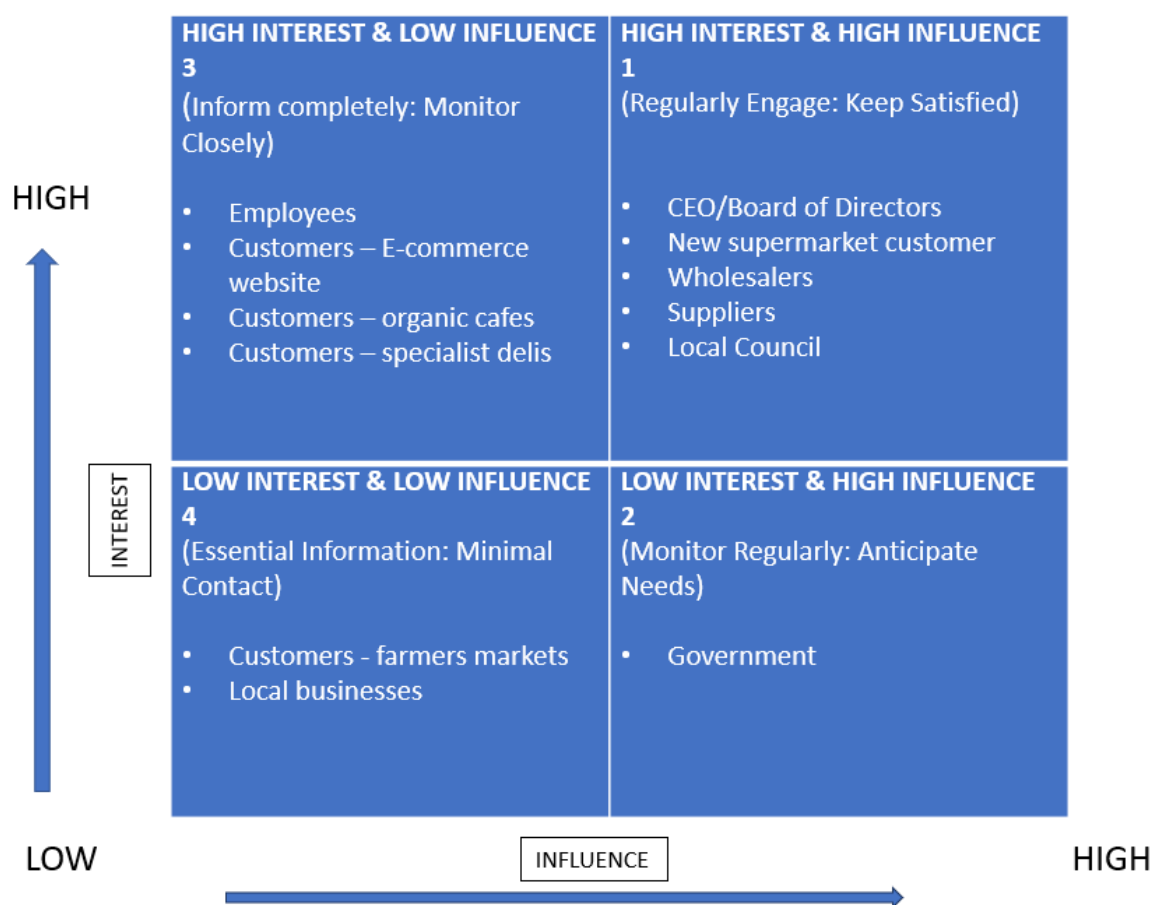 HIGH INTEREST & LOW INFLUENCE
3
(Inform completely: Monitor
Closely)
• Employees
• Customers – E-commerce
website
• Customers – organic cafes
• Customers – specialist delis
HIGH INTEREST & HIGH INFLUENCE
1
(Regularly Engage: Keep Satisfied)
• CEO/Board of Directors
• New supermarket customer
• Wholesalers
• Suppliers
• Local Council
HIGH
INTEREST
LOW INTEREST & LOW INFLUENCE
4
(Essential Information: Minimal
Contact)
• Customers - farmers markets
• Local businesses
LOW INTEREST & HIGH INFLUENCE
2
(Monitor Regularly: Anticipate
Needs)
• Government
LOW
INFLUENCE
HIGH